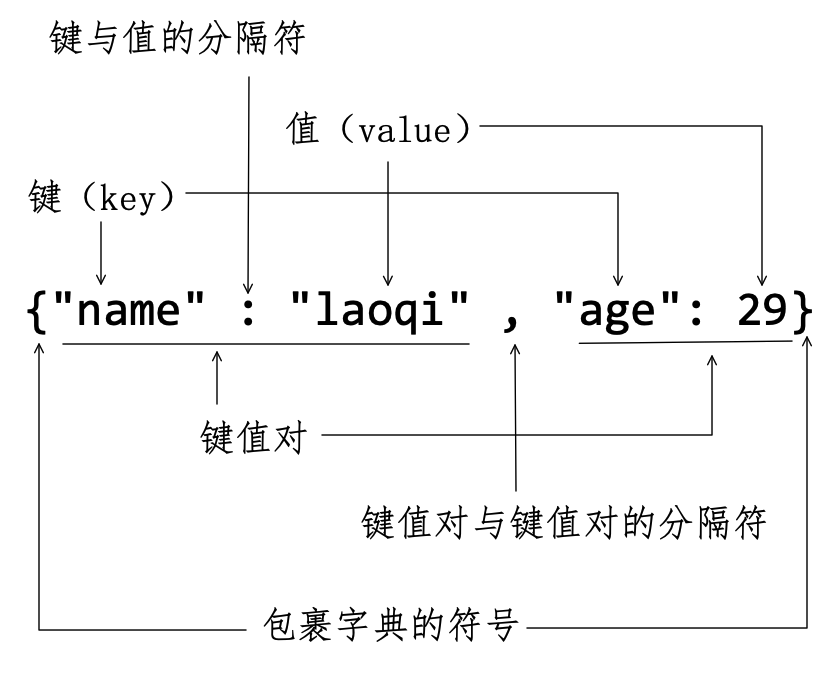 键与值的分隔符
值（value）
键（key）
{"name" : "laoqi" , "age": 29}
键值对
键值对与键值对的分隔符
包裹字典的符号